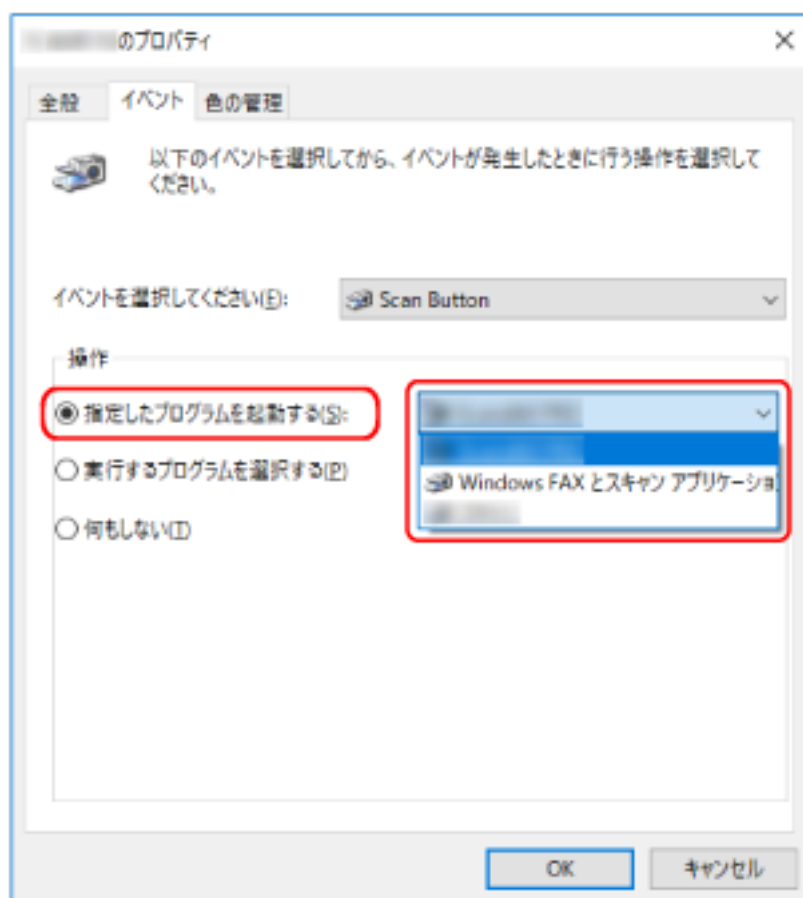 のプロパティ
全般 イベント 色の管理
以下のイベントを選択してから、イベントが発生したときに行う操作を選択して
ください。
イベントを選択してください(E): Scan Button
操作
指定したプログラムを起動する(S):
実行するプログラムを選択する(P)
Windows FAX とスキャン アプリケーショ
何もしない(T)
OK キャンセル